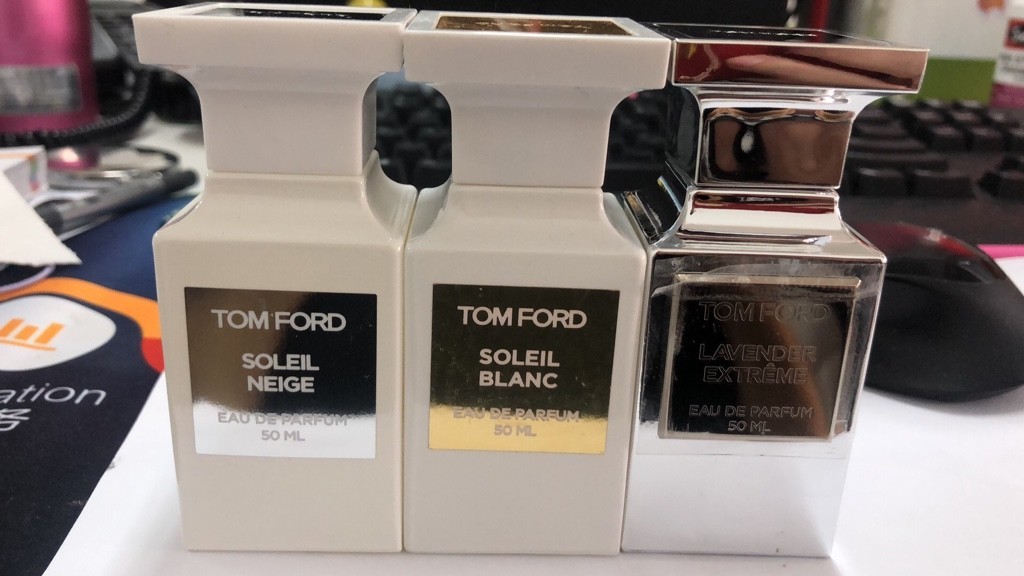 TOM FORD
SOLEIL
NEIGE
EAU DE PARFUM
50 ML
TOM FORD
SOLEIL
BLANC
EAU DE PARFUM
50 ML
TOM FORD
LAVENDER
EXTRÊME
EAU DE PARFUM
50 ML
ation